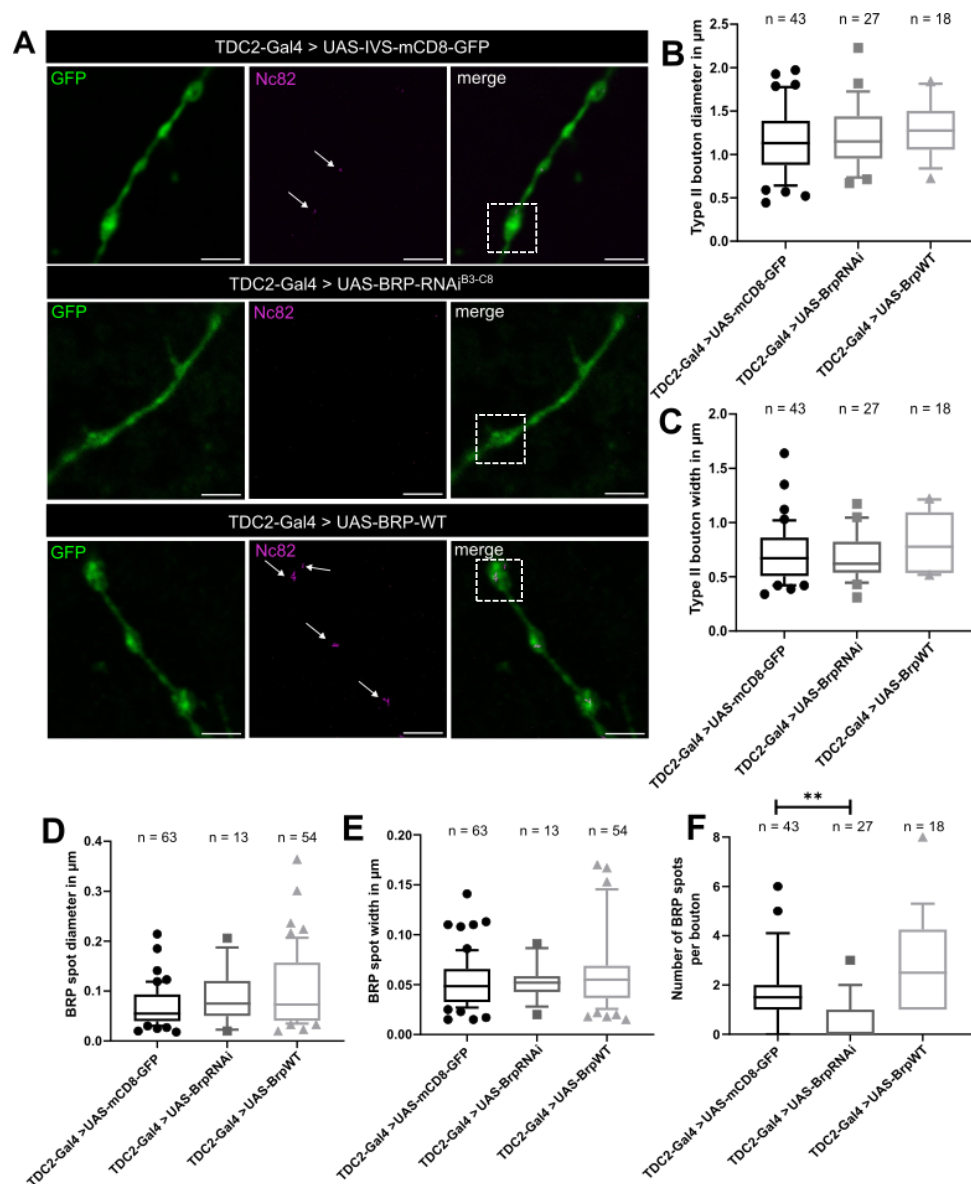 A
TDC2-Gal4 > UAS-IVS-mCD8-GFP
GFP
Nc82
merge
TDC2-Gal4 > UAS-BRP-RNAiB3-C8
GFP
Nc82
merge
TDC2-Gal4 > UAS-BRP-WT
GFP
Nc82
merge
B
n = 43 n = 27 n = 18
Type II bouton diameter in µm
2.5
2.0
1.5
1.0
0.5
0.0
TDC2-Gal4 >UAS-mCD8-GFP
TDC2-Gal4 > UAS-BrpRNAi
TDC2-Gal4 > UAS-BrpWT
C
n = 43 n = 27 n = 18
Type II bouton width in µm
2.0
1.5
1.0
0.5
0.0
TDC2-Gal4 >UAS-mCD8-GFP
TDC2-Gal4 > UAS-BrpRNAi
TDC2-Gal4 > UAS-BrpWT
D
n = 63 n = 13 n = 54
BRP spot diameter in µm
0.4
0.3
0.2
0.1
0.0
TDC2-Gal4 >UAS-mCD8-GFP
TDC2-Gal4 > UAS-BrpRNAi
TDC2-Gal4 > UAS-BrpWT
E
n = 63 n = 13 n = 54
BRP spot width in µm
0.20
0.15
0.10
0.05
0.00
TDC2-Gal4 >UAS-mCD8-GFP
TDC2-Gal4 > UAS-BrpRNAi
TDC2-Gal4 > UAS-BrpWT
F
**
n = 43 n = 27 n = 18
Number of BRP spots
per bouton
8
6
4
2
0
TDC2-Gal4 >UAS-mCD8-GFP
TDC2-Gal4 > UAS-BrpRNAi
TDC2-Gal4 > UAS-BrpWT